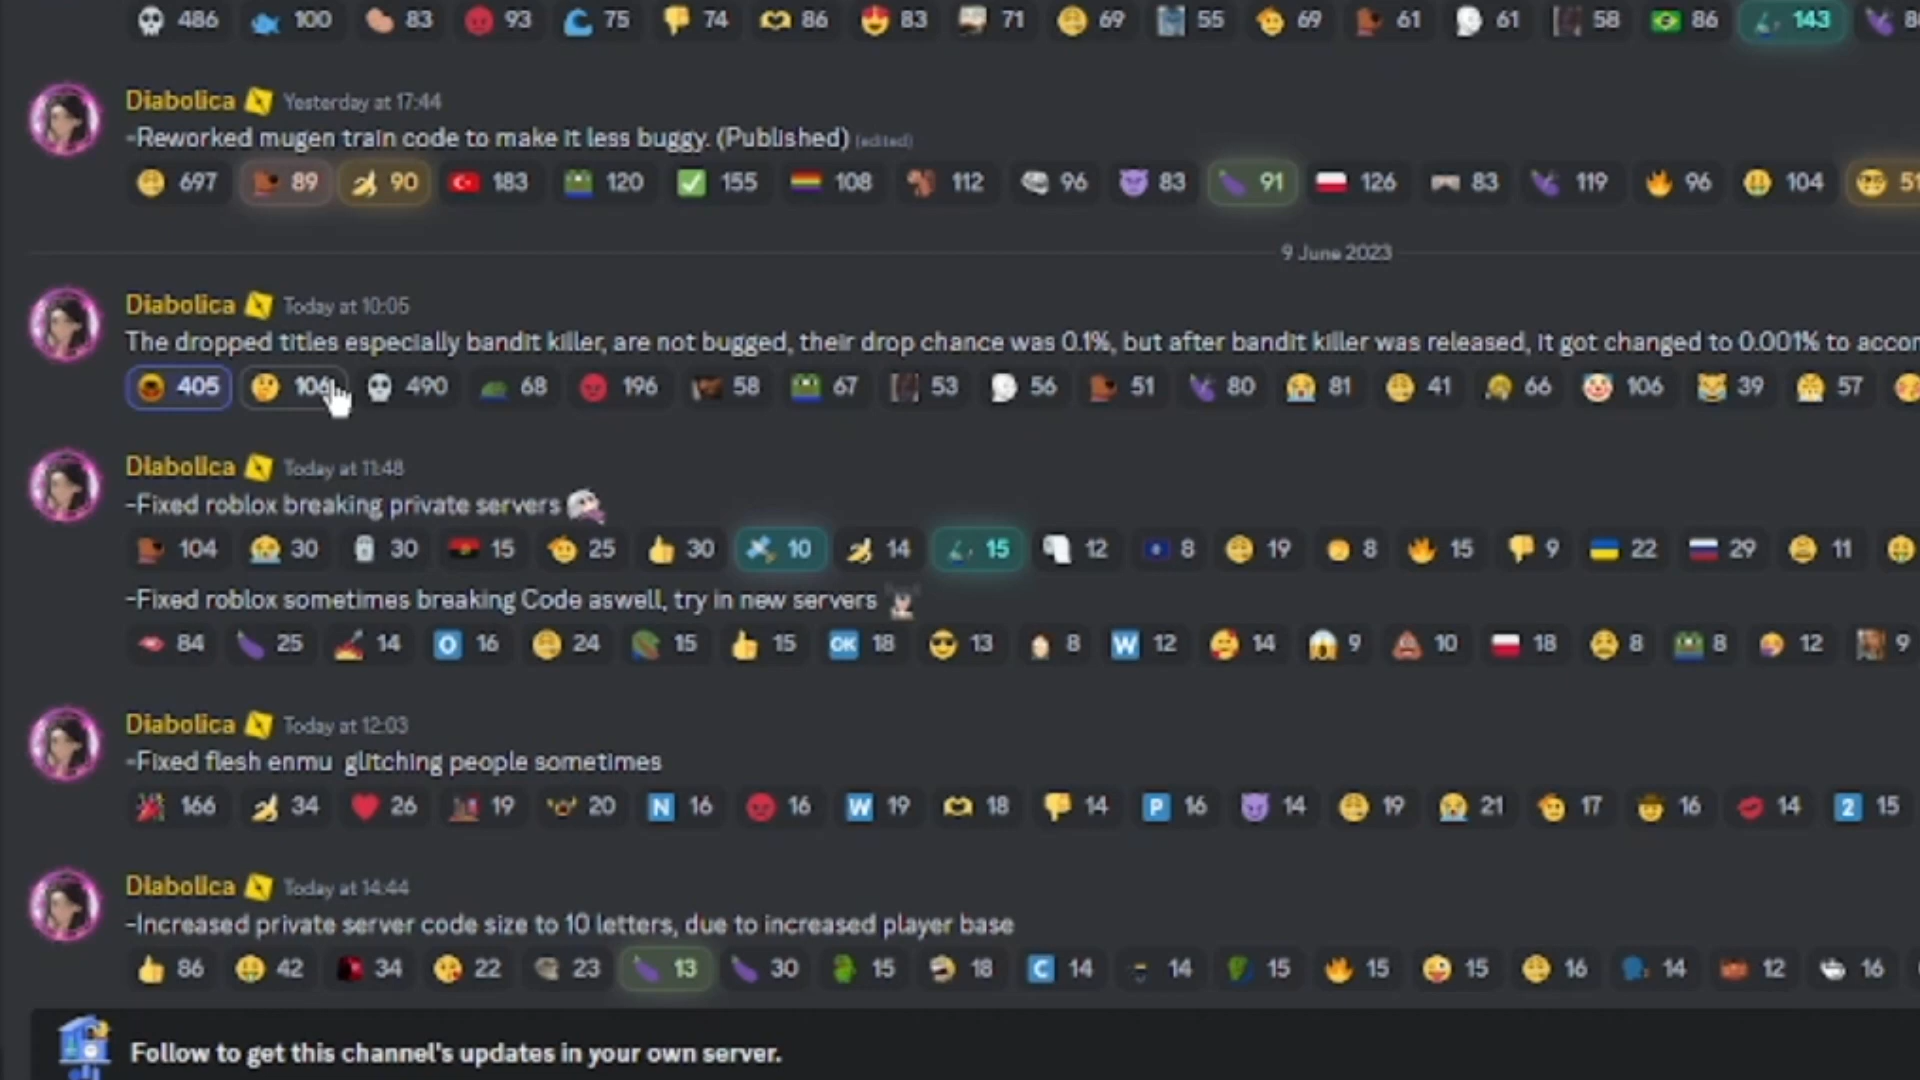 486 100 83 93 75 74 86 83 71 69 55 69 61 61 58 86 143
Diabolica Yesterday at 17:44
-Reworked mugen train code to make it less buggy. (Published) (edited)
697 89 90 183 120 155 108 112 96 83 91 126 83 119 96 104
9 June 2023
Diabolica Today at 10:05
The dropped titles especially bandit killer, are not bugged, their drop chance was 0.1%, but after bandit killer was released, it got changed to 0.001% to
405 106 490 68 196 58 67 53 56 51 80 81 41 66 106 39 57
Diabolica Today at 11:48
-Fixed roblox breaking private servers
104 30 30 15 25 30 10 14 15 12 8 19 8 15 9 22 29 11
-Fixed roblox sometimes breaking Code aswell, try in new servers
84 25 14 O 16 24 15 15 OK 18 13 8 W 12 14 9 10 18 8 8 12 9
Diabolica Today at 12:03
-Fixed flesh enmu glitching people sometimes
166 34 26 19 20 N 16 16 W 19 18 14 P 16 14 19 21 17 16 14 2 15
Diabolica Today at 14:44
-Increased private server code size to 10 letters, due to increased player base
86 42 34 22 23 13 30 15 18 C 14 14 15 15 15 16 14 12 16
Follow to get this channel's updates in your own server.